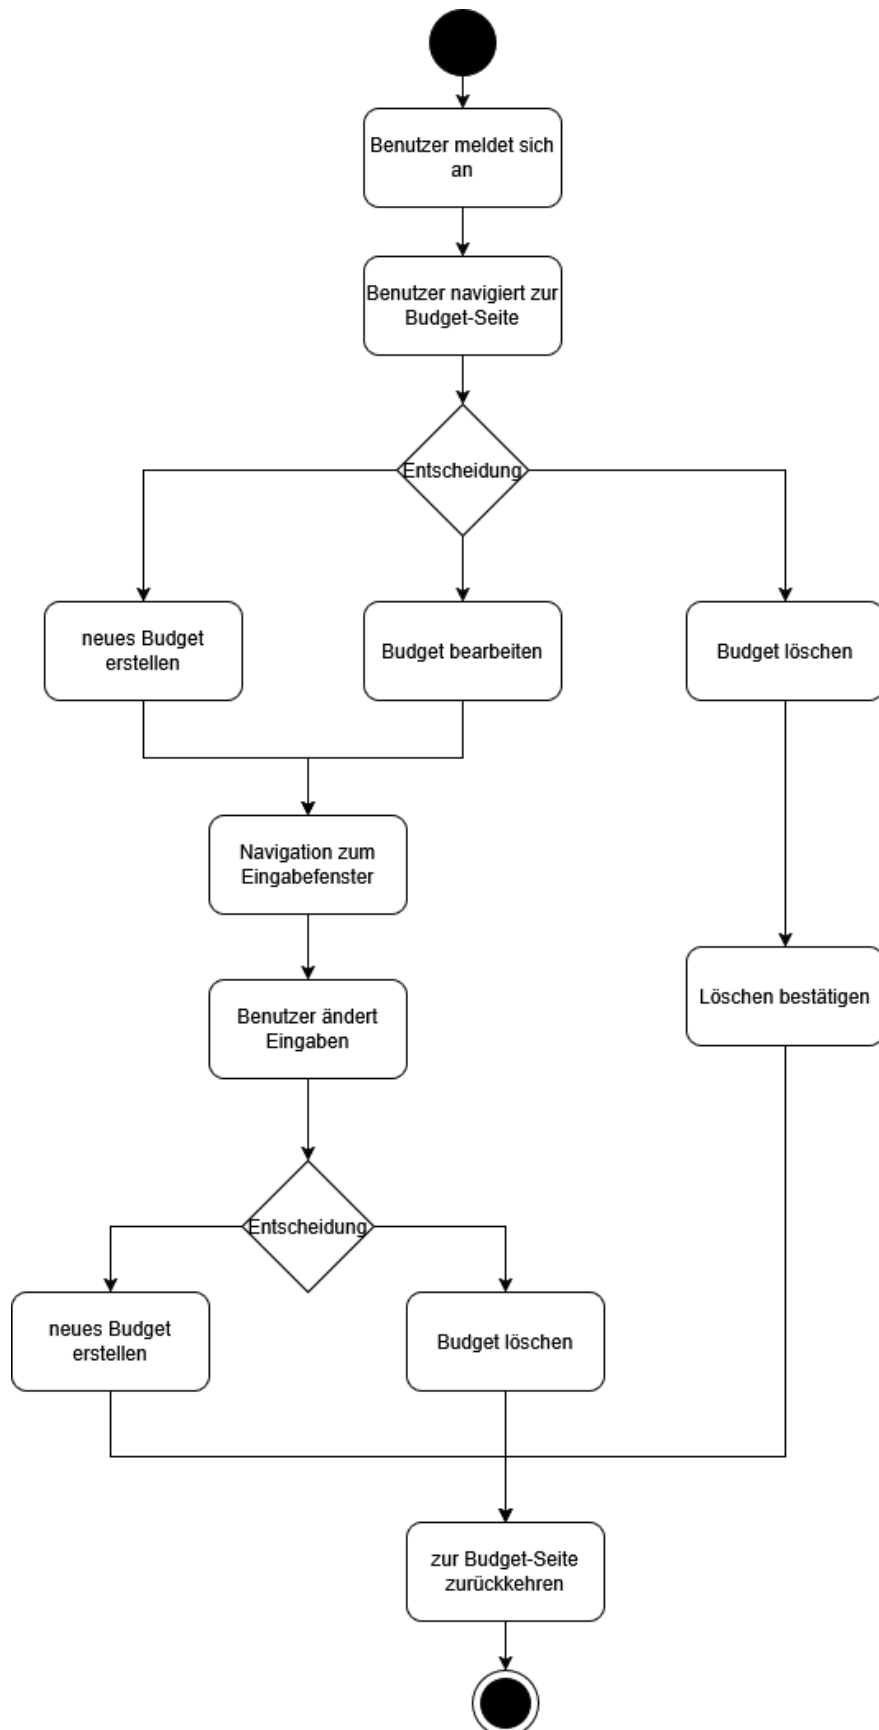 Benutzer meldet sich
an
Benutzer navigiert zur
Budget-Seite
Entscheidung
neues Budget
erstellen
Budget bearbeiten
Budget löschen
Navigation zum
Eingabefenster
Benutzer ändert
Eingaben
Löschen bestätigen
Entscheidung
neues Budget
erstellen
Budget löschen
zur Budget-Seite
zurückkehren